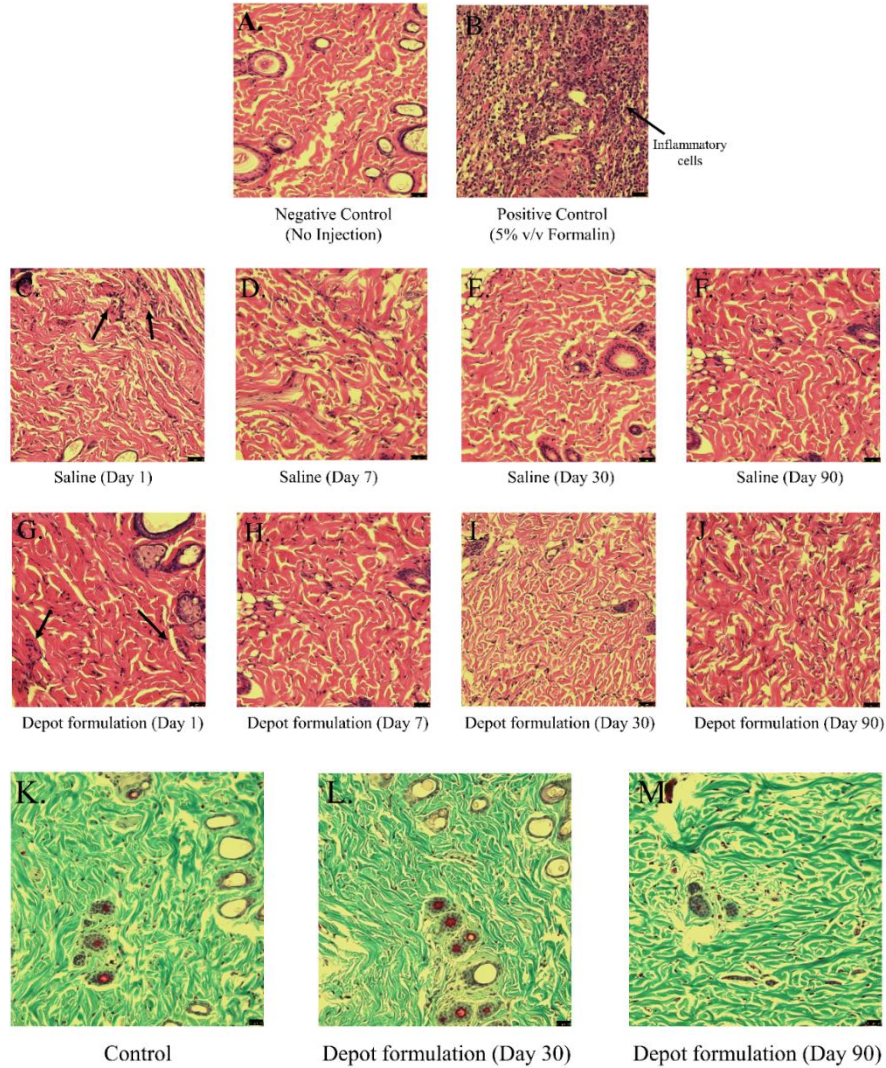 A.
B.
Inflammatory
cells
Negative Control
(No Injection)
Positive Control
(5% v/v Formalin)
C.
D.
E.
F.
Saline (Day 1)
Saline (Day 7)
Saline (Day 30)
Saline (Day 90)
G.
H.
I.
J.
Depot formulation (Day 1)
Depot formulation (Day 7)
Depot formulation (Day 30)
Depot formulation (Day 90)
K.
L.
M.
Control
Depot formulation (Day 30)
Depot formulation (Day 90)